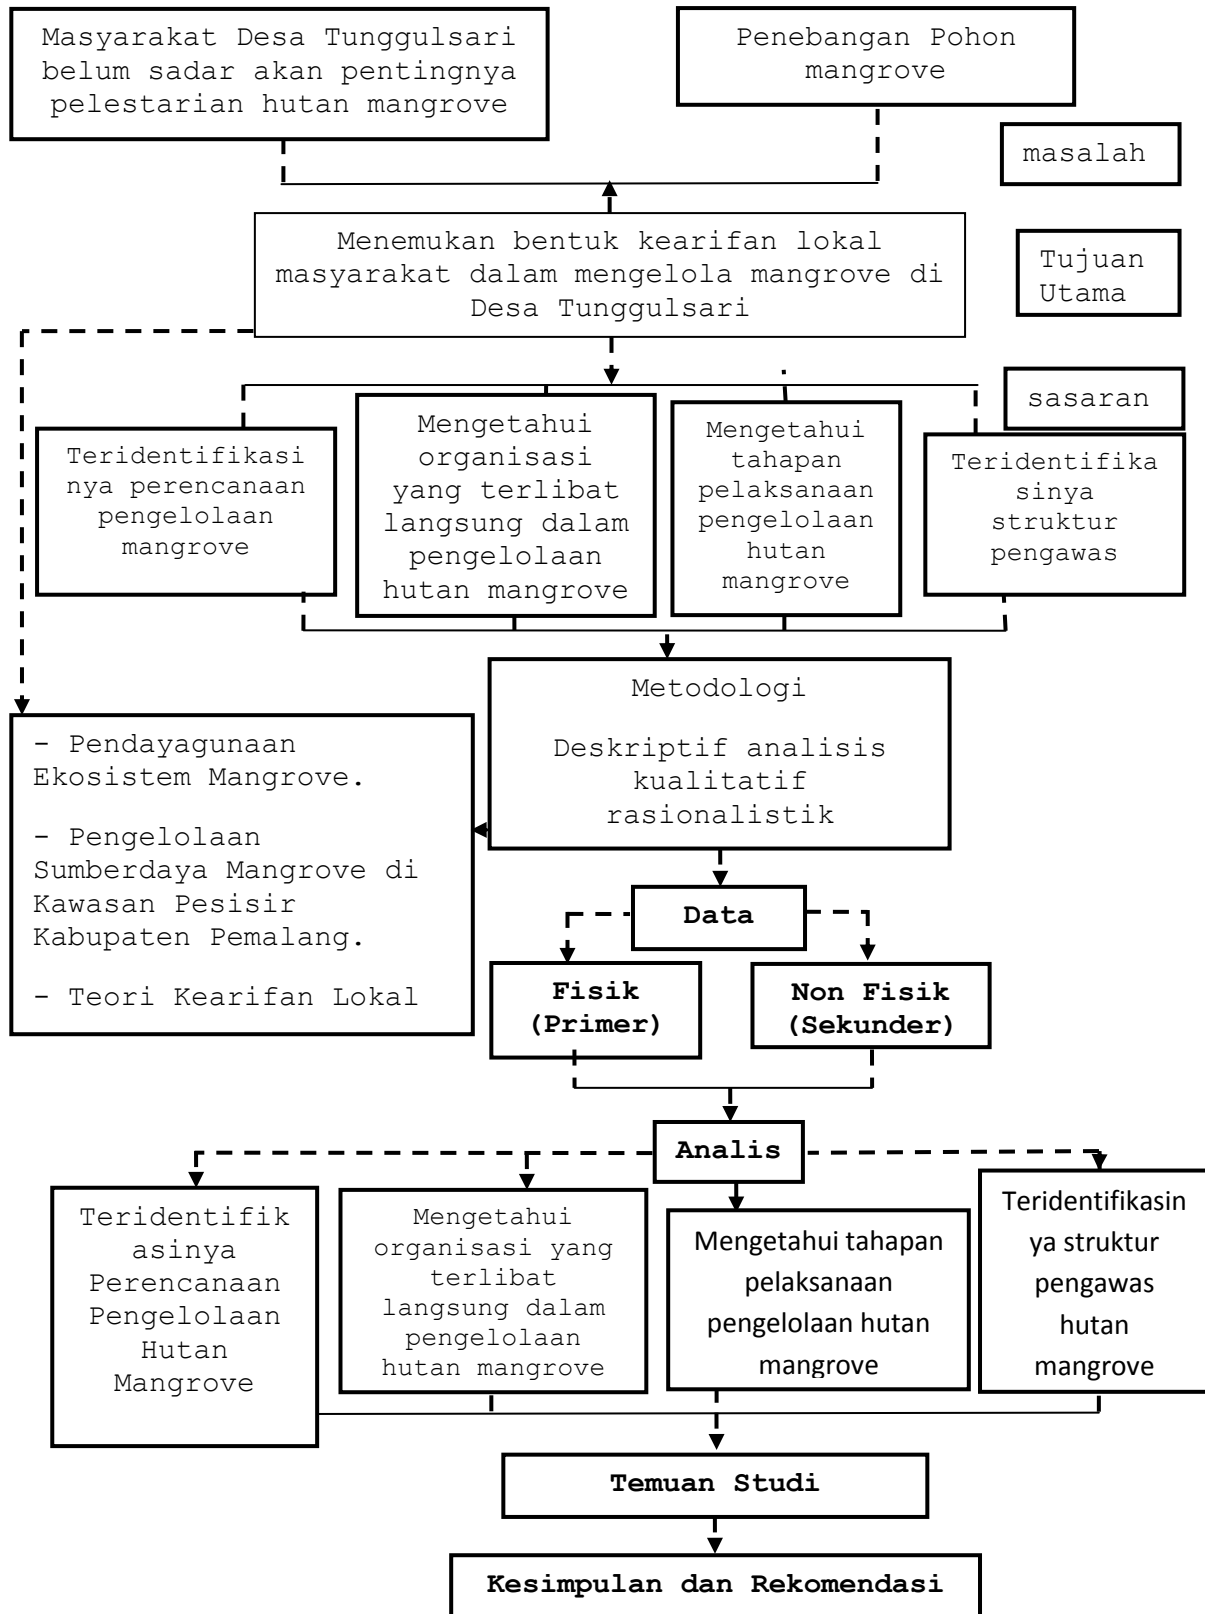 Masyarakat Desa Tunggulsari
belum sadar akan pentingnya
pelestarian hutan mangrove
Penebangan Pohon
mangrove
masalah
Menemukan bentuk kearifan lokal
masyarakat dalam mengelola mangrove di
Desa Tunggulsari
Tujuan
Utama
sasaran
Teridentifikasi
nya perencanaan
pengelolaan
mangrove
Mengetahui
organisasi
yang terlibat
langsung dalam
pengelolaan
hutan mangrove
Mengetahui
tahapan
pelaksanaan
pengelolaan
hutan
mangrove
Teridentifika
sinya
struktur
pengawas
Metodologi
Deskriptif analisis
kualitatif
rasionalistik
- Pendayagunaan
Ekosistem Mangrove.
- Pengelolaan
Sumberdaya Mangrove di
Kawasan Pesisir
Kabupaten Pemalang.
- Teori Kearifan Lokal
Data
Fisik
(Primer)
Non Fisik
(Sekunder)
Analis
Teridentifik
asinya
Perencanaan
Pengelolaan
Hutan
Mangrove
Mengetahui
organisasi yang
terlibat
langsung dalam
pengelolaan
hutan mangrove
Mengetahui tahapan
pelaksanaan
pengelolaan hutan
mangrove
Teridentifikasin
ya struktur
pengawas
hutan
mangrove
Temuan Studi
Kesimpulan dan Rekomendasi